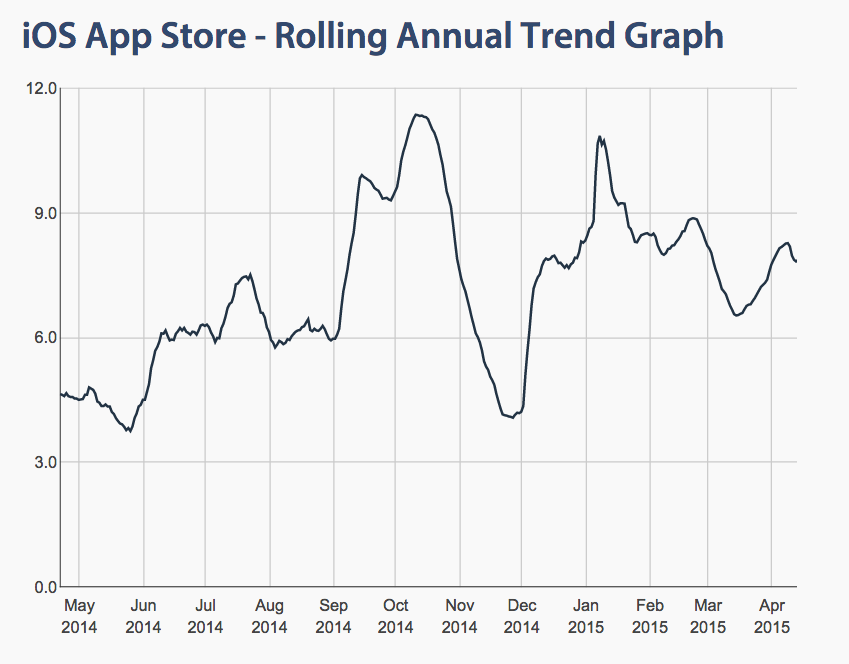 iOS App Store - Rolling Annual Trend Graph
12.0
9.0
6.0
3.0
0.0
May Jun Jul Aug Sep Oct Nov Dec Jan Feb Mar Apr
2014 2014 2014 2014 2014 2014 2014 2014 2015 2015 2015 2015